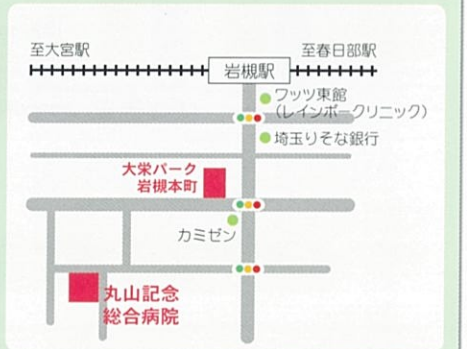 至大宮駅
至春日部駅
岩槻駅
ワッツ東館
(レインボークリニック)
埼玉りそな銀行
大栄パーク
岩槻本町
カミゼン
丸山記念
総合病院